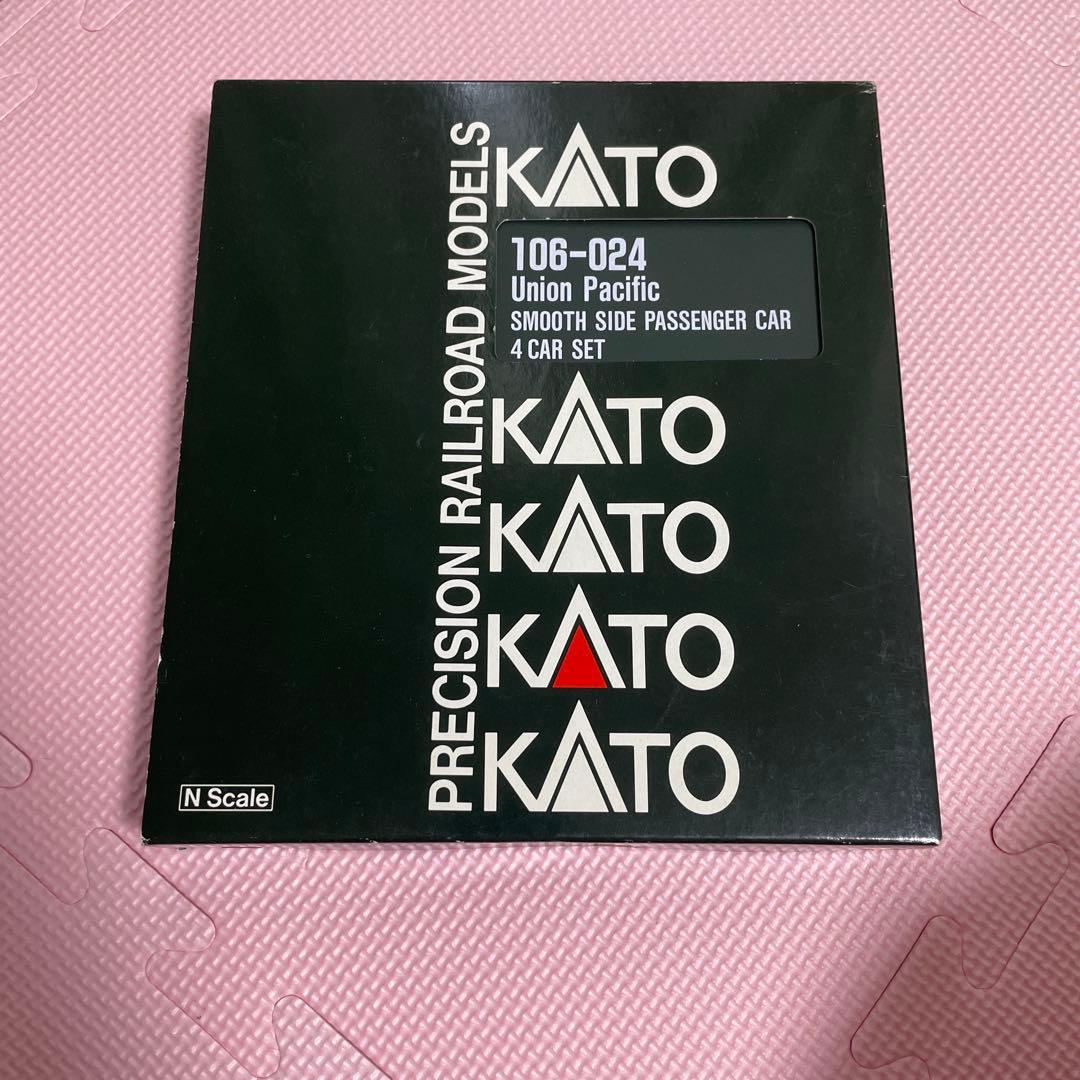 PRECISION RAILROAD MODELS
KATO
106-024
Union Pacific
SMOOTH SIDE PASSENGER CAR
4 CAR SET
KATO
KATO
KATO
KATO
N Scale